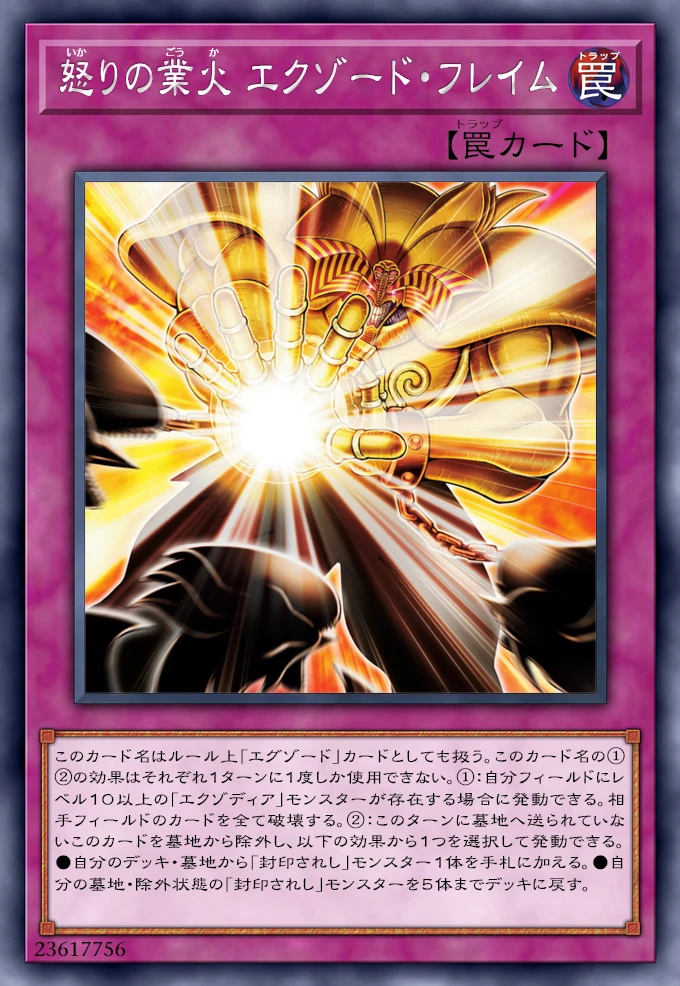 怒りの業火 エクゾード・フレイム
罠
【罠カード】
このカード名はルール上「エグゾード」カードとしても扱う。このカード名の①
②の効果はそれぞれ1ターンに1度しか使用できない。①：自分フィールドにレ
ベル10以上の「エクゾディア」モンスターが存在する場合に発動できる。相
手フィールドのカードを全て破壊する。②：このターンに墓地へ送られていな
いこのカードを墓地から除外し、以下の効果から1つを選択して発動できる。
●自分のデッキ・墓地から「封印されし」モンスター1体を手札に加える。●自
分の墓地・除外状態の「封印されし」モンスターを5体までデッキに戻す。
23617756